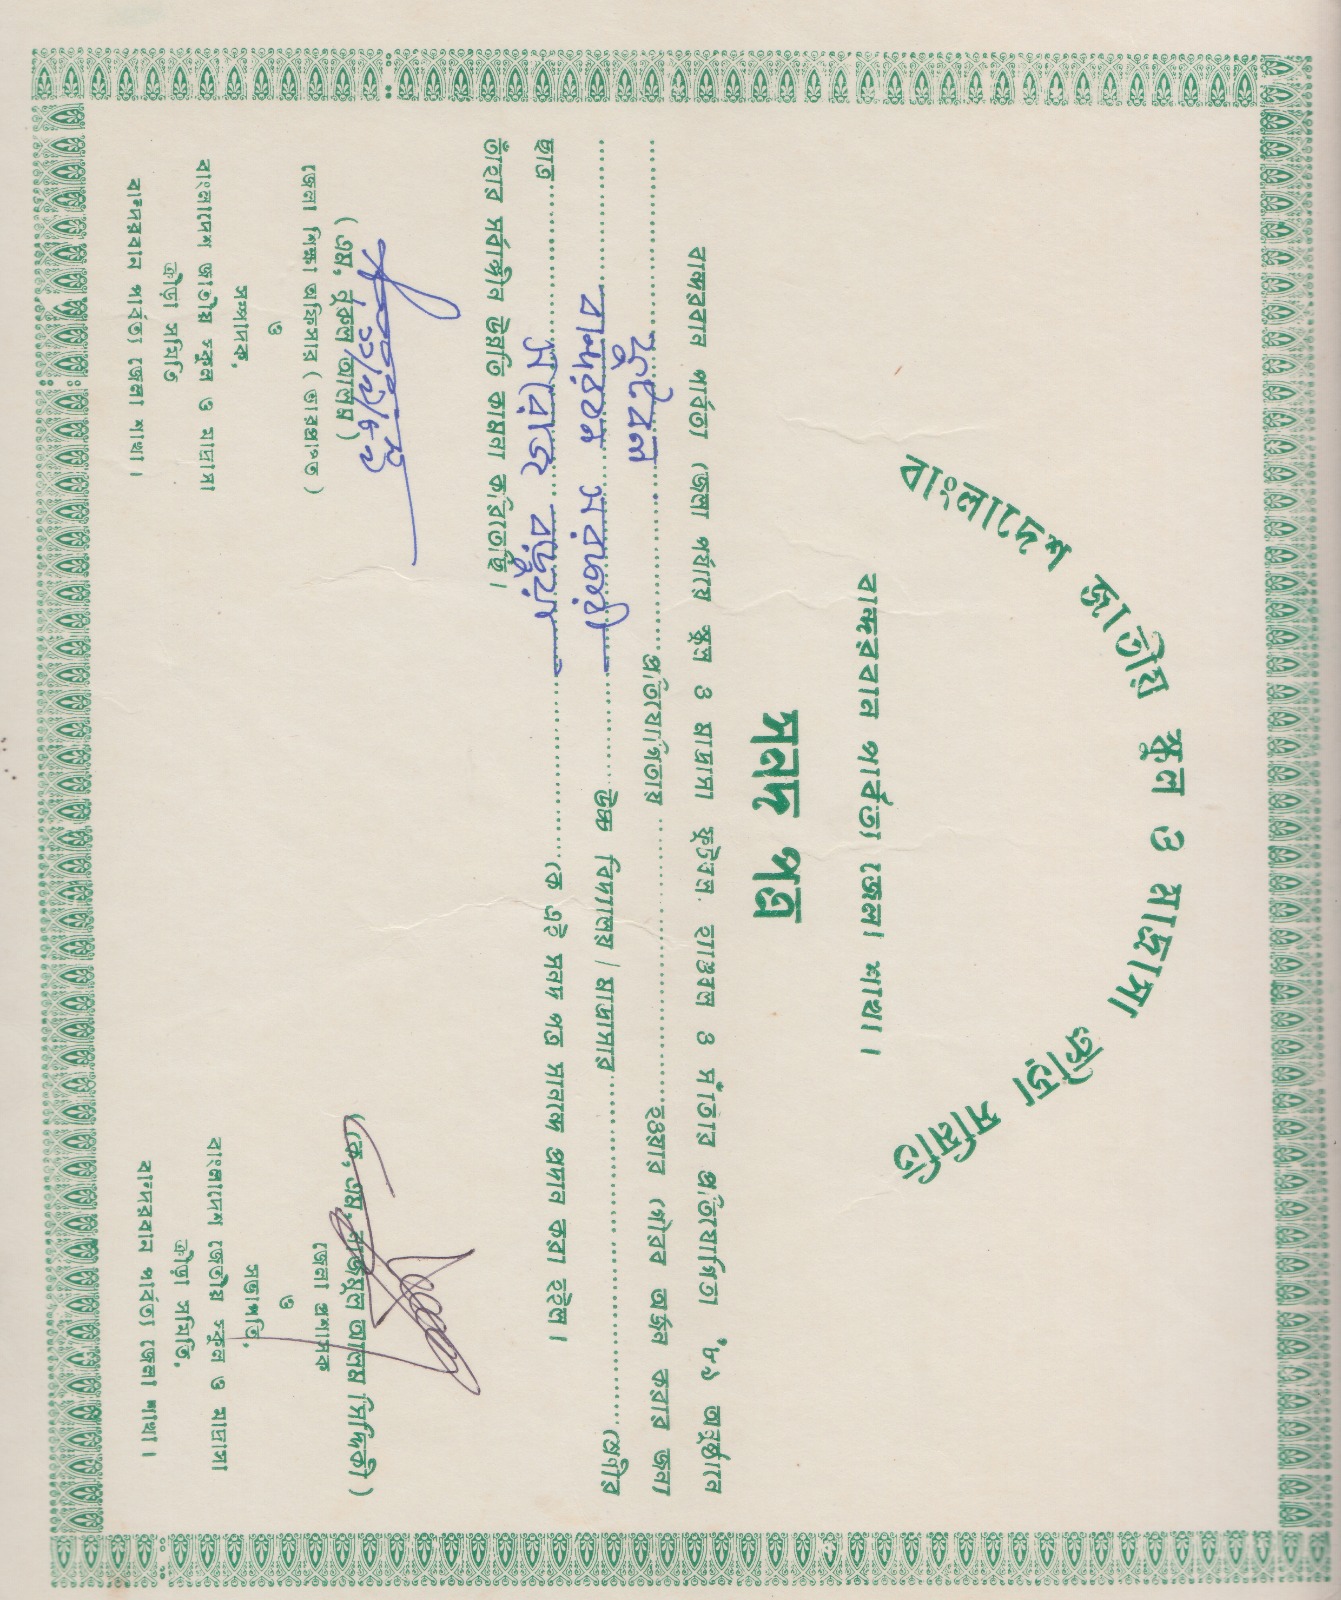 বাংলাদেশ জাতীয় স্কুল ও মাদ্রাসা ক্রীড়া সমিতি
বান্দরবান পার্বত্য জেলা শাখা।
সনদ পত্র
বান্দরবান পার্বত্য জেলা পর্যায়ে স্কুল ও মাদ্রাসা ফুটবল. হ্যাণ্ডবল ও সাঁতার প্রতিযোগিতা '৮৯ অনুষ্ঠানে
ফুটবল প্রতিযোগিতায় হওয়ার গৌরব অর্জন করার জন্য
বান্দরবন সরকারী উচ্চ বিদ্যালয় / মাদ্রাসার শ্রেণীর
ছাত্র সরোজ বড়ুয়া কে এই সনদ পত্র সানন্দে প্রদান করা হইল।
তাঁহার সর্বাঙ্গীন উন্নতি কামনা করিতেছি।
১১/৯/৮৯
( এম, নুরুল আলম )
জেলা শিক্ষা অফিসার ( ভারপ্রাপ্ত )
ও
সম্পাদক,
বাংলাদেশ জাতীয় স্কুল ও মাদ্রাসা
ক্রীড়া সমিতি
বান্দরবান পার্বত্য জেলা শাখা।
( কে, এম, নাজমুল আলম সিদ্দিকী )
জেলা প্রশাসক
ও
সভাপতি,
বাংলাদেশ জেতীয় স্কুল ও মাদ্রাসা
ক্রীড়া সমিতি,
বান্দরবান পার্বত্য জেলা শাখা।